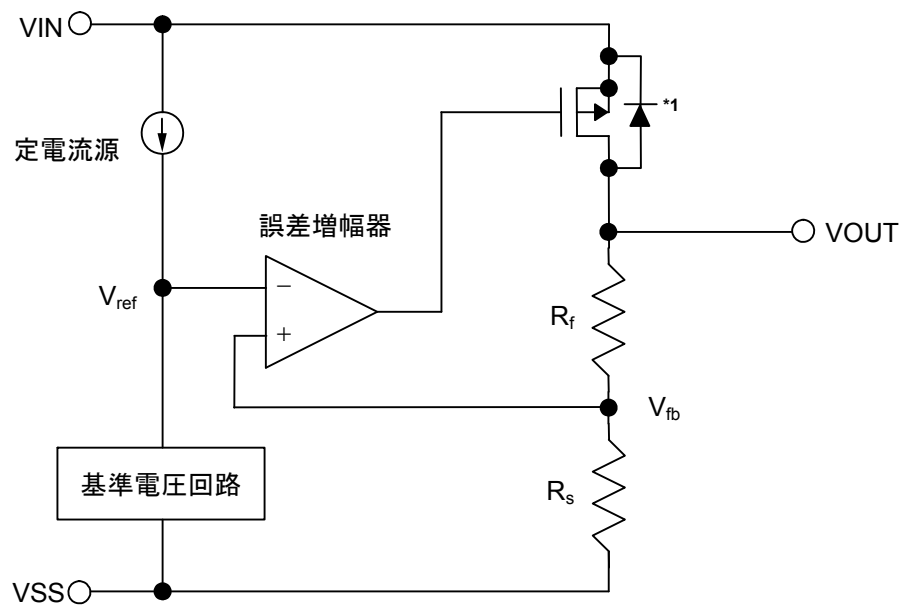 VIN
*1
定電流源
誤差増幅器
VOUT
Vref
−
+
Rf
Vfb
基準電圧回路
Rs
VSS